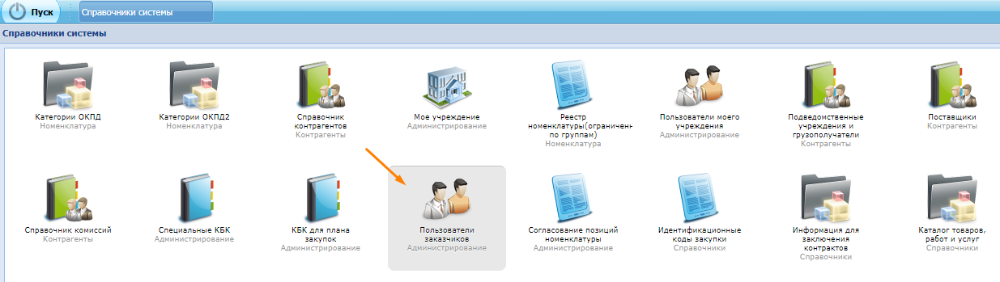 Пуск
Справочники системы
Справочники системы
Категории ОКПД
Номенклатура
Категории ОКПД2
Номенклатура
Справочник
контрагентов
Контрагенты
Мое учреждение
Администрирование
Реестр
номенклатуры(ограничен
по группам)
Номенклатура
Пользователи моего
учреждения
Администрирование
Подведомственные
учреждения и
грузополучатели
Контрагенты
Поставщики
Контрагенты
Справочник комиссий
Контрагенты
Специальные КБК
Администрирование
КБК для плана
закупок
Администрирование
Пользователи
заказчиков
Администрирование
Согласование позиций
номенклатуры
Администрирование
Идентификационные
коды закупки
Справочники
Информация для
заключения
контрактов
Справочники
Каталог товаров,
работ и услуг
Справочники